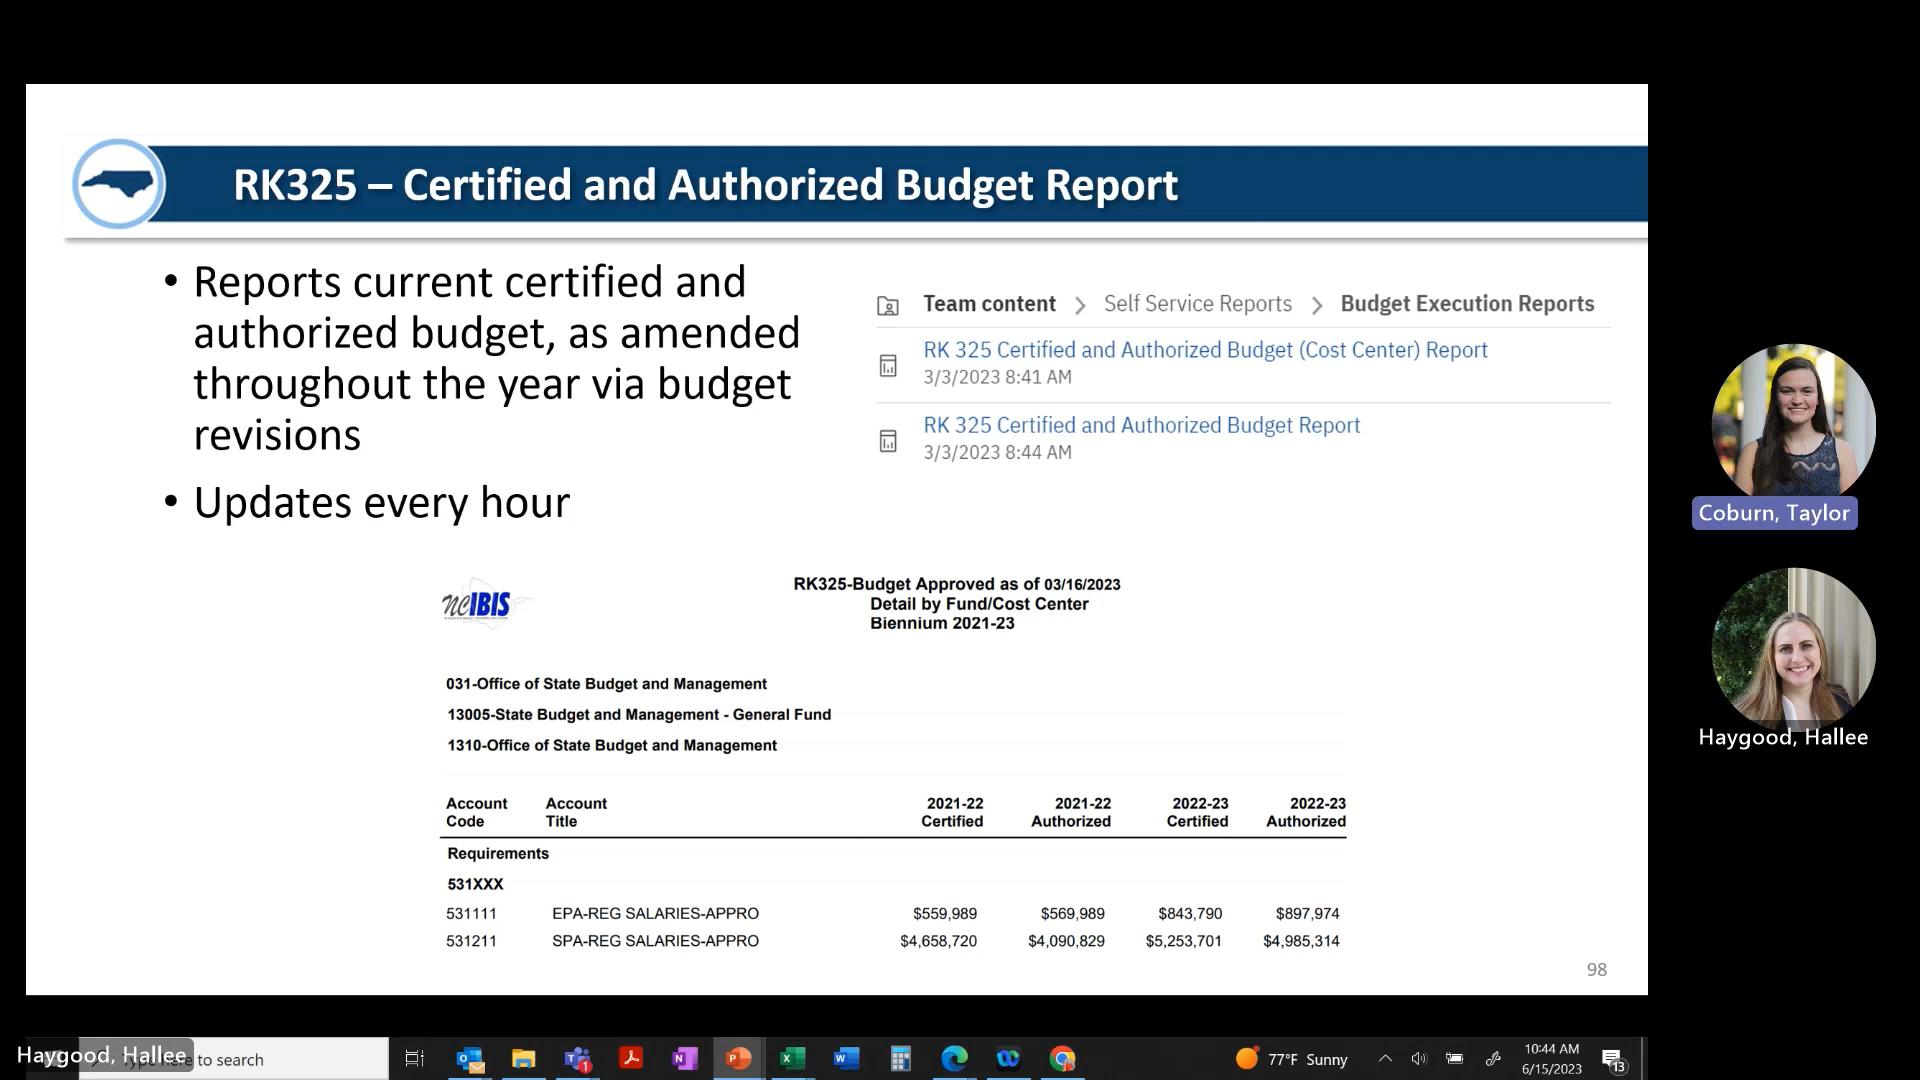 RK325 – Certified and Authorized Budget Report
• Reports current certified and
authorized budget, as amended
throughout the year via budget
revisions
• Updates every hour
Team content > Self Service Reports > Budget Execution Reports
RK 325 Certified and Authorized Budget (Cost Center) Report
3/3/2023 8:41 AM
RK 325 Certified and Authorized Budget Report
3/3/2023 8:44 AM
ncIBIS
RK325-Budget Approved as of 03/16/2023
Detail by Fund/Cost Center
Biennium 2021-23
031-Office of State Budget and Management
13005-State Budget and Management - General Fund
1310-Office of State Budget and Management
Account Code Account Title 2021-22 Certified 2021-22 Authorized 2022-23 Certified 2022-23 Authorized
Requirements
531XXX
531111 EPA-REG SALARIES-APPRO $559,989 $569,989 $843,790 $897,974
531211 SPA-REG SALARIES-APPRO $4,658,720 $4,090,829 $5,253,701 $4,985,314
98
Coburn, Taylor
Haygood, Hallee
Haygood, Hallee
to search
1
77°F Sunny
10:44 AM
6/15/2023
13